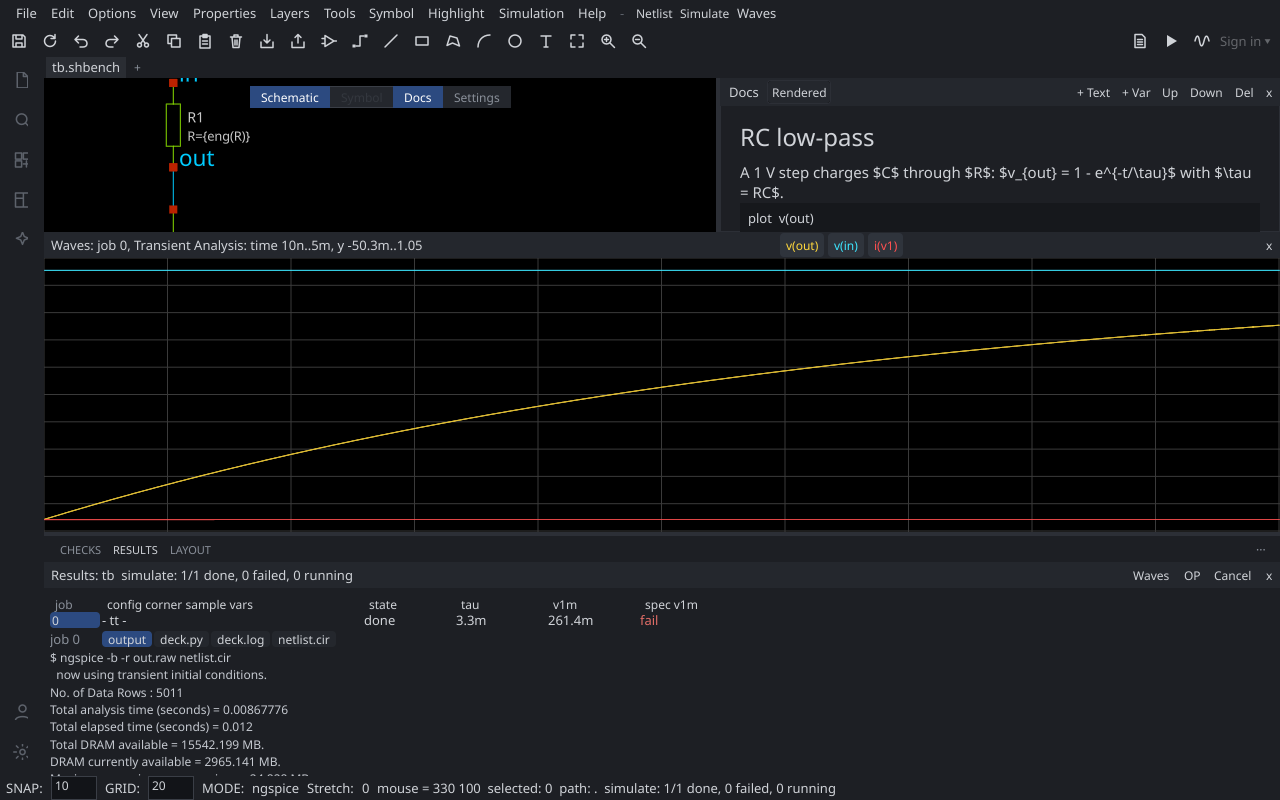 File Edit Options View Properties Layers Tools Symbol Highlight Simulation Help - Netlist Simulate Waves
Sign in ▾
tb.shbench +
Schematic Symbol Docs Settings
R1
R={eng(R)}
out
Docs Rendered + Text + Var Up Down Del x
RC low-pass
A 1 V step charges $C$ through $R$: $v_{out} = 1 - e^{-t/\tau}$ with $\tau
= RC$.
plot v(out)
Waves: job 0, Transient Analysis: time 10n..5m, y -50.3m..1.05 v(out) v(in) i(v1) x
CHECKS RESULTS LAYOUT ...
Results: tb simulate: 1/1 done, 0 failed, 0 running Waves OP Cancel x
job config corner sample vars state tau v1m spec v1m
0 - tt - done 3.3m 261.4m fail
job 0 output deck.py deck.log netlist.cir
$ ngspice -b -r out.raw netlist.cir
now using transient initial conditions.
No. of Data Rows : 5011
Total analysis time (seconds) = 0.00867776
Total elapsed time (seconds) = 0.012
Total DRAM available = 15542.199 MB.
DRAM currently available = 2965.141 MB.
SNAP: 10 GRID: 20 MODE: ngspice Stretch: 0 mouse = 330 100 selected: 0 path: . simulate: 1/1 done, 0 failed, 0 running